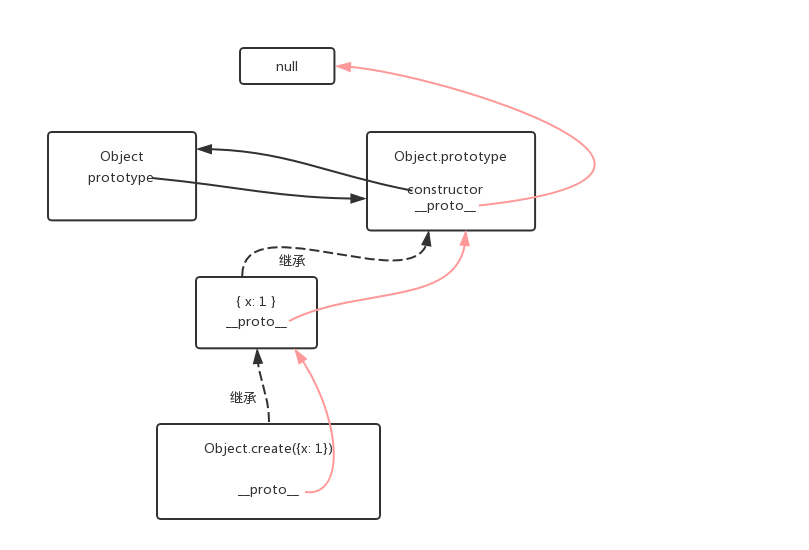 null
Object
prototype
Object.prototype
constructor
__proto__
继承
{ x: 1 }
__proto__
继承
Object.create({x: 1})
__proto__